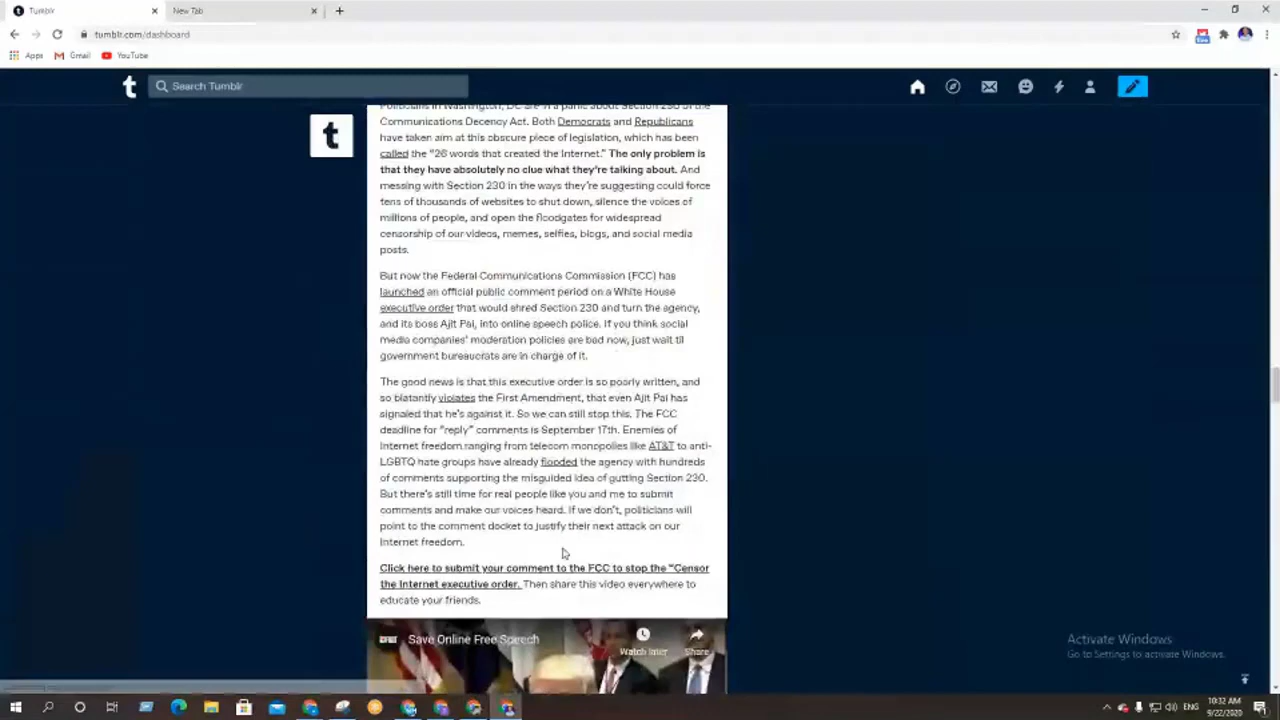 Tumblr
New Tab
tumblr.com/dashboard
Apps
Gmail
YouTube
t
Search Tumblr
t
Politicians in Washington, DC are in a panic about Section 230 of the
Communications Decency Act. Both Democrats and Republicans
have taken aim at this obscure piece of legislation, which has been
called the “26 words that created the Internet.” The only problem is
that they have absolutely no clue what they’re talking about. And
messing with Section 230 in the ways they’re suggesting could force
tens of thousands of websites to shut down, silence the voices of
millions of people, and open the floodgates for widespread
censorship of our videos, memes, selfies, blogs, and social media
posts.
But now the Federal Communications Commission (FCC) has
launched an official public comment period on a White House
executive order that would shred Section 230 and turn the agency,
and its boss Ajit Pai, into online speech police. If you think social
media companies’ moderation policies are bad now, just wait til
government bureaucrats are in charge of it.
The good news is that this executive order is so poorly written, and
so blatantly violates the First Amendment, that even Ajit Pai has
signaled that he’s against it. So we can still stop this. The FCC
deadline for “reply” comments is September 17th. Enemies of
Internet freedom ranging from telecom monopolies like AT&T to anti-
LGBTQ hate groups have already flooded the agency with hundreds
of comments supporting the misguided idea of gutting Section 230.
But there’s still time for real people like you and me to submit
comments and make our voices heard. If we don’t, politicians will
point to the comment docket to justify their next attack on our
Internet freedom.
Click here to submit your comment to the FCC to stop the “Censor
the Internet executive order. Then share this video everywhere to
educate your friends.
Save Online Free Speech
Watch later
Share
Activate Windows
Go to Settings to activate Windows.
ENG
10:32 AM
9/22/2020